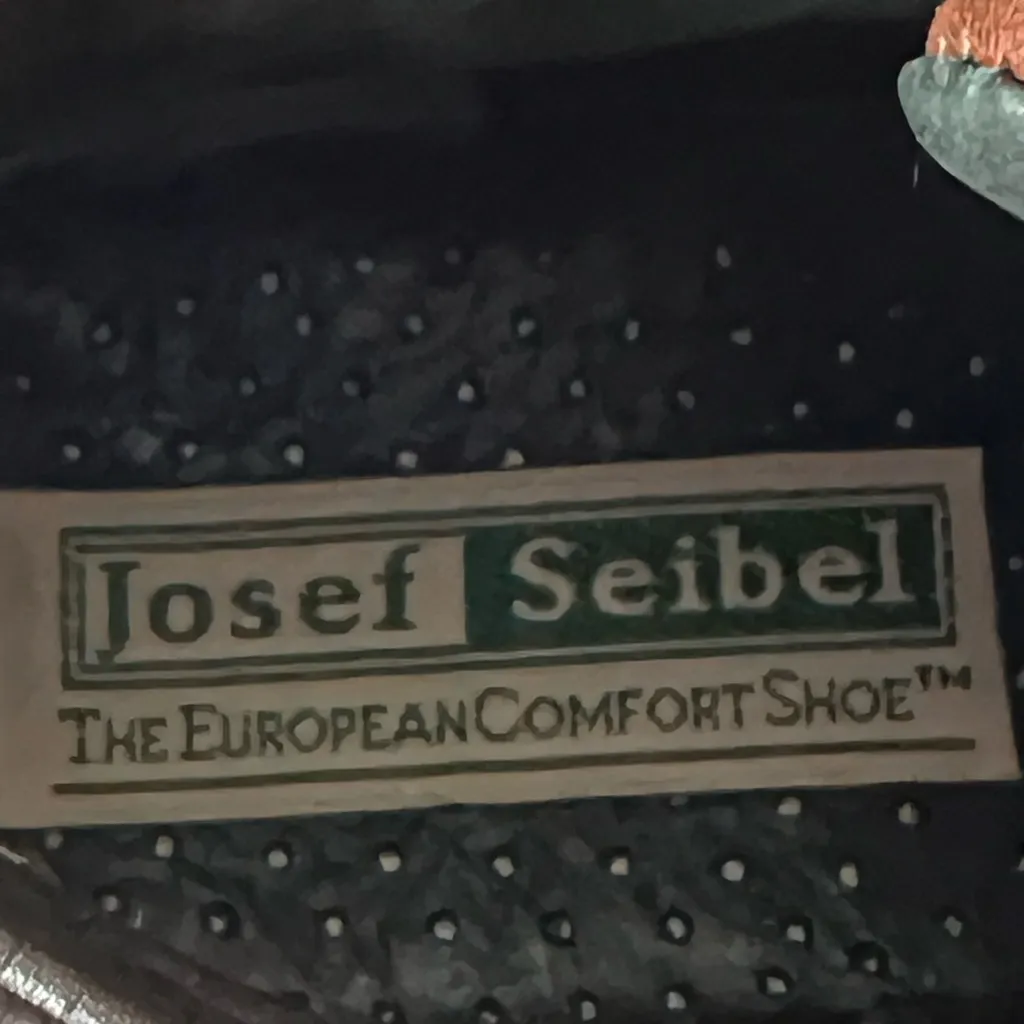 Josef Seibel
THE EUROPEAN COMFORT SHOE™